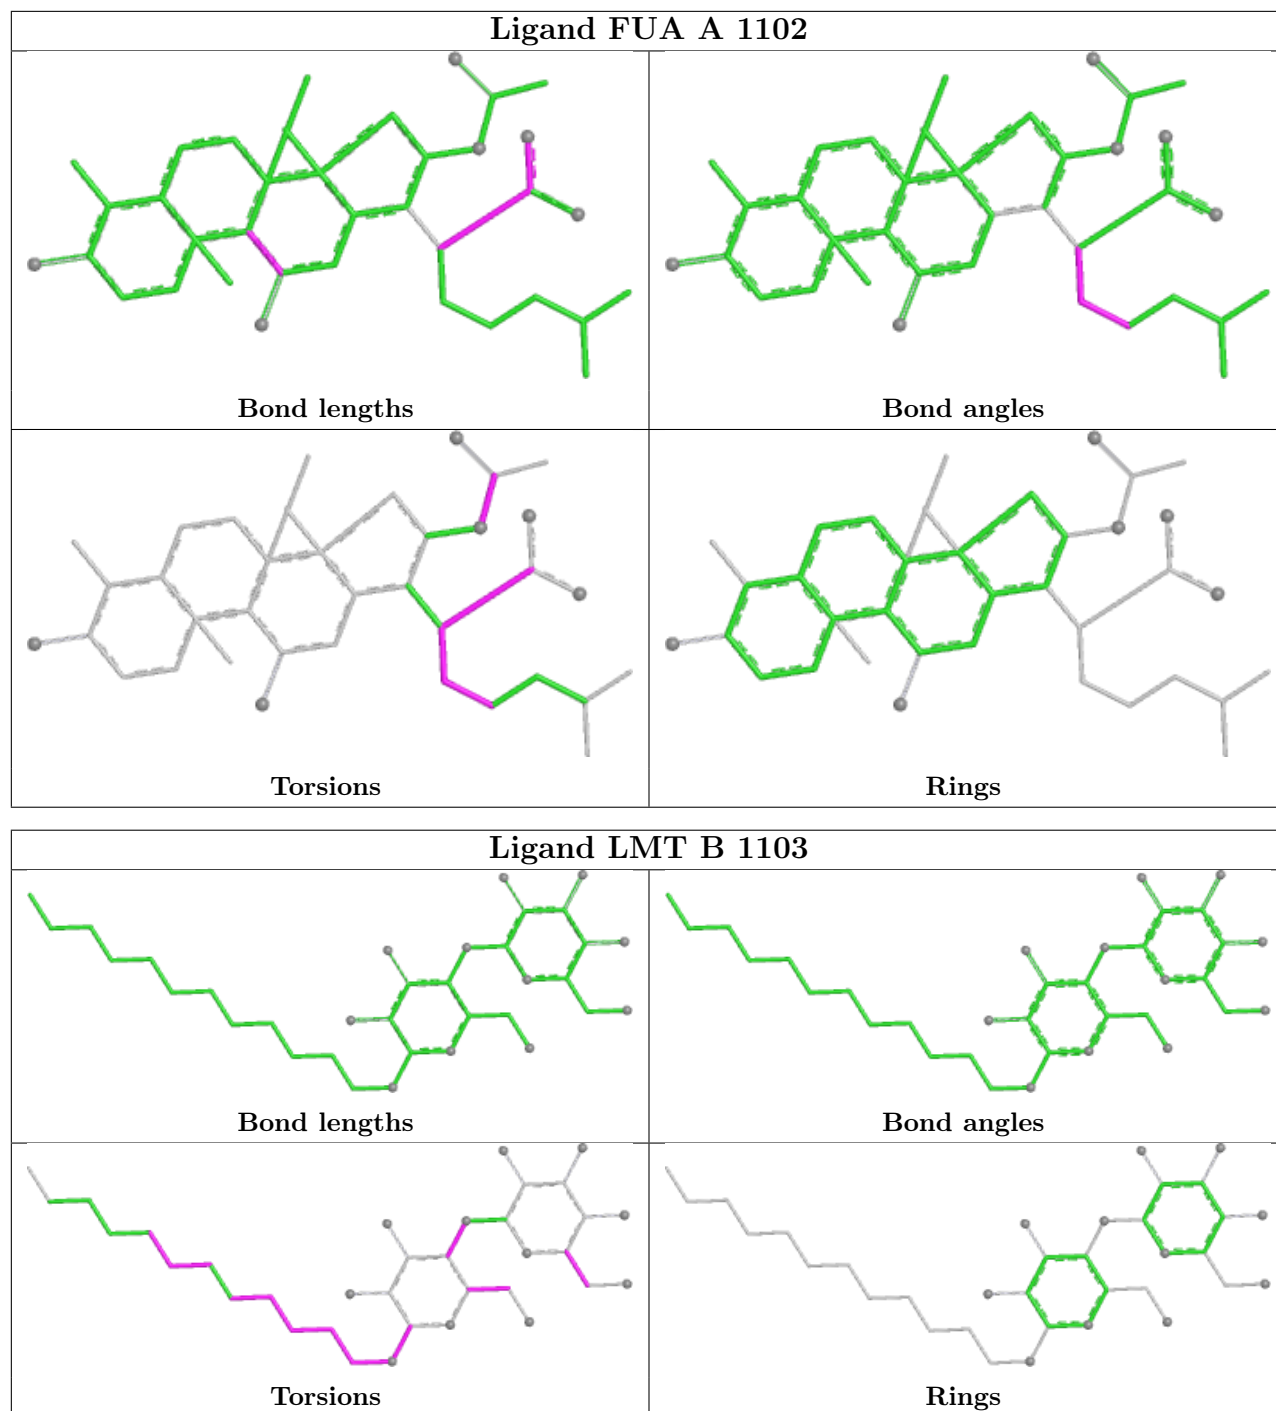 Ligand FUA A 1102
Bond lengths
Bond angles
Torsions
Rings
Ligand LMT B 1103
Bond lengths
Bond angles
Torsions
Rings